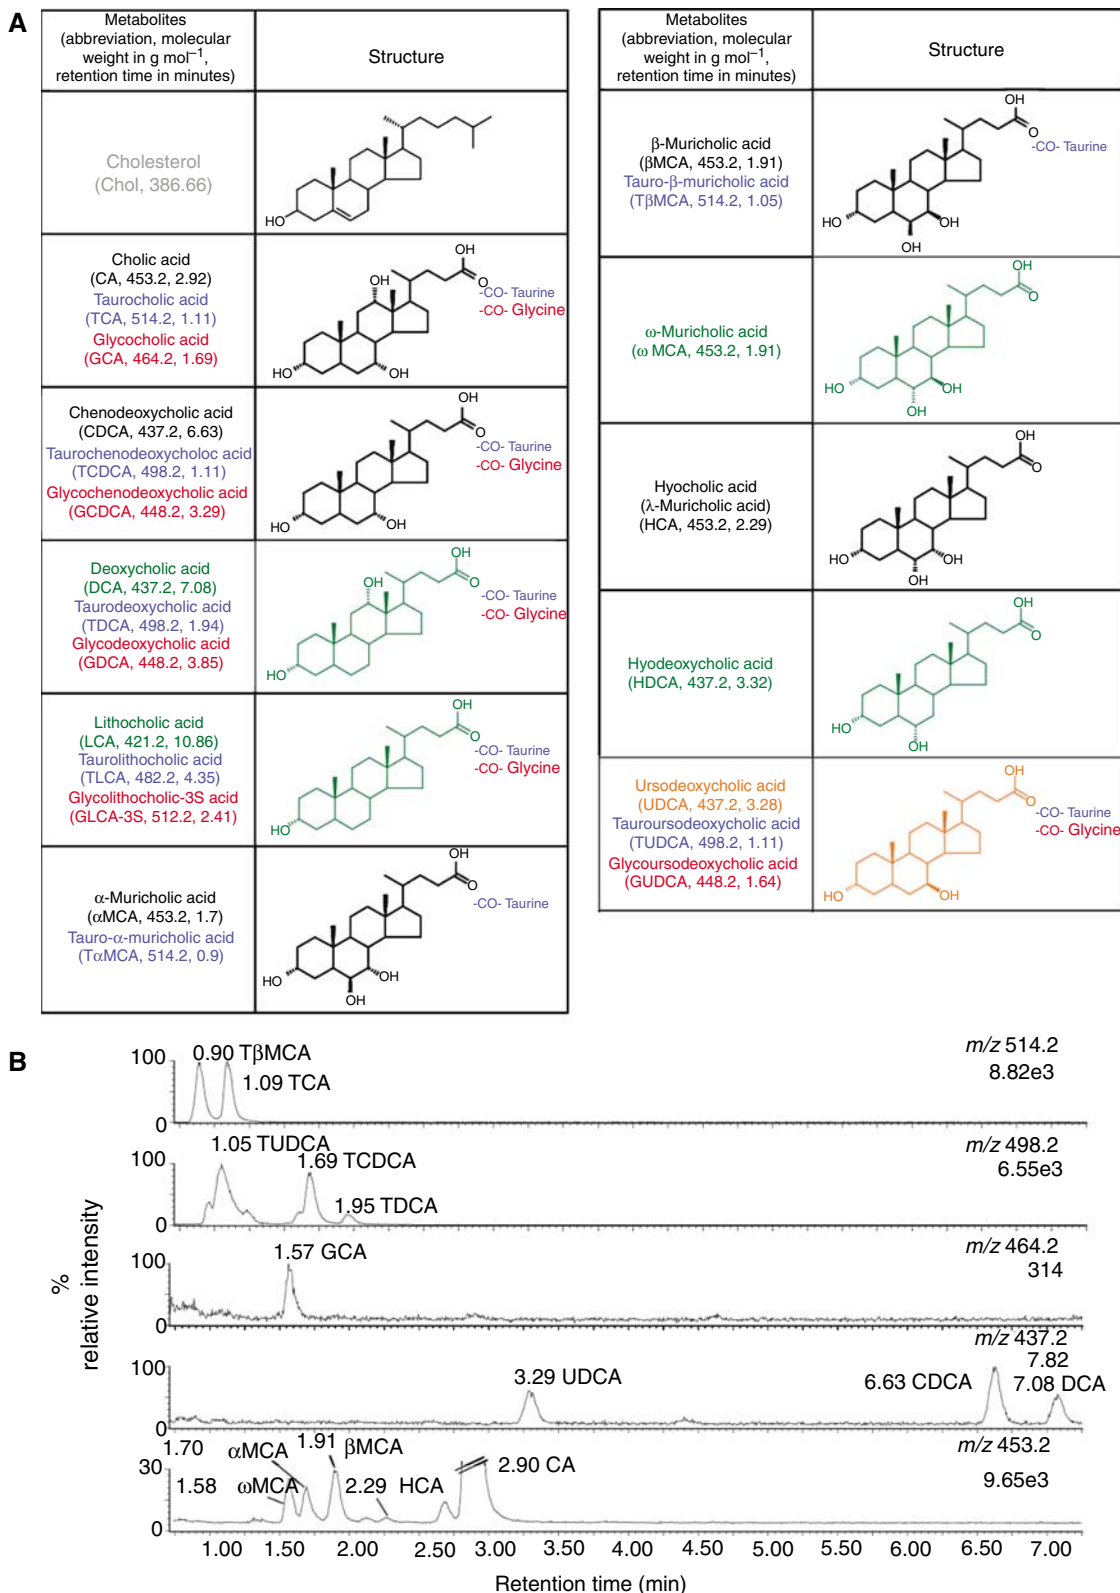 A
Metabolites
(abbreviation, molecular
weight in g mol−1,
retention time in minutes)
Structure
Cholesterol
(Chol, 386.66)
HO
Cholic acid
(CA, 453.2, 2.92)
Taurocholic acid
(TCA, 514.2, 1.11)
Glycocholic acid
(GCA, 464.2, 1.69)
OH
OH
O
-CO- Taurine
-CO- Glycine
HO
OH
Chenodeoxycholic acid
(CDCA, 437.2, 6.63)
Taurochenodeoxycholoc acid
(TCDCA, 498.2, 1.11)
Glycochenodeoxycholic acid
(GCDCA, 448.2, 3.29)
OH
O
-CO- Taurine
-CO- Glycine
HO
OH
Deoxycholic acid
(DCA, 437.2, 7.08)
Taurodeoxycholic acid
(TDCA, 498.2, 1.94)
Glycodeoxycholic acid
(GDCA, 448.2, 3.85)
OH
OH
O
-CO- Taurine
-CO- Glycine
HO
Lithocholic acid
(LCA, 421.2, 10.86)
Taurolithocholic acid
(TLCA, 482.2, 4.35)
Glycolithocholic-3S acid
(GLCA-3S, 512.2, 2.41)
OH
O
-CO- Taurine
-CO- Glycine
HO
α-Muricholic acid
(αMCA, 453.2, 1.7)
Tauro-α-muricholic acid
(TαMCA, 514.2, 0.9)
OH
O
-CO- Taurine
HO
OH
OH
Metabolites
(abbreviation, molecular
weight in g mol−1,
retention time in minutes)
Structure
β-Muricholic acid
(βMCA, 453.2, 1.91)
Tauro-β-muricholic acid
(TβMCA, 514.2, 1.05)
OH
O
-CO- Taurine
HO
OH
OH
ω-Muricholic acid
(ω MCA, 453.2, 1.91)
OH
O
HO
OH
OH
Hyocholic acid
(λ-Muricholic acid)
(HCA, 453.2, 2.29)
OH
O
HO
OH
OH
Hyodeoxycholic acid
(HDCA, 437.2, 3.32)
OH
O
HO
OH
Ursodeoxycholic acid
(UDCA, 437.2, 3.28)
Tauroursodeoxycholic acid
(TUDCA, 498.2, 1.11)
Glycoursodeoxycholic acid
(GUDCA, 448.2, 1.64)
OH
O
-CO- Taurine
-CO- Glycine
HO
OH
B
% relative intensity
100
0
0.90 TβMCA
1.09 TCA
m/z 514.2
8.82e3
100
0
1.05 TUDCA
1.69 TCDCA
1.95 TDCA
m/z 498.2
6.55e3
100
0
1.57 GCA
m/z 464.2
314
100
0
3.29 UDCA
6.63 CDCA
7.08 DCA
m/z 437.2
7.82
30
0
1.58 ωMCA
1.70 αMCA
1.91 βMCA
2.29 HCA
2.90 CA
m/z 453.2
9.65e3
1.00 1.50 2.00 2.50 3.00 3.50 4.00 4.50 5.00 5.50 6.00 6.50 7.00
Retention time (min)